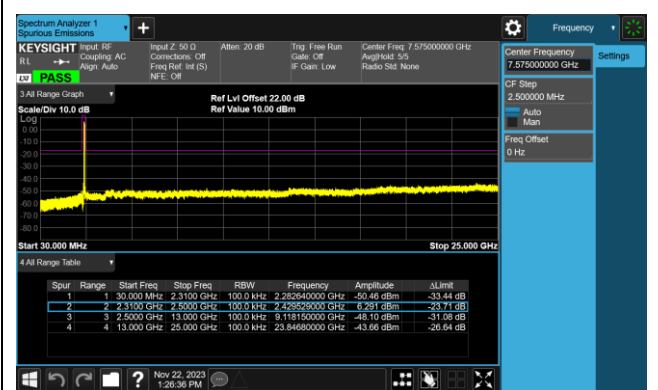 Spectrum Analyzer 1
Spurious Emissions
+
Frequency
KEYSIGHT
RL
PASS
Input: RF
Coupling: AC
Align: Auto
Input Z: 50 Ω
Corrections: Off
Freq Ref: Int (S)
NFE: Off
Atten: 20 dB
Trig: Free Run
Gate: Off
IF Gain: Low
Center Freq: 7.575000000 GHz
Avg|Hold: 5/5
Radio Std: None
Center Frequency
7.575000000 GHz
Settings
CF Step
2.500000 MHz
Auto
Man
Freq Offset
0 Hz
3 All Range Graph
Scale/Div 10.0 dB
Ref Lvl Offset 22.00 dB
Ref Value 10.00 dBm
Log
0.00
-10.0
-20.0
-30.0
-40.0
-50.0
-60.0
-70.0
-80.0
Start 30.000 MHz
Stop 25.000 GHz
4 All Range Table
Spur Range Start Freq Stop Freq RBW Frequency Amplitude ΔLimit
1 1 30.000 MHz 2.3100 GHz 100.0 kHz 2.282640000 GHz -50.46 dBm -33.44 dB
2 2 2.3100 GHz 2.5000 GHz 100.0 kHz 2.429529000 GHz 6.291 dBm -23.71 dB
3 3 2.5000 GHz 13.000 GHz 100.0 kHz 9.118150000 GHz -48.10 dBm -31.08 dB
4 4 13.000 GHz 25.000 GHz 100.0 kHz 23.84680000 GHz -43.66 dBm -26.64 dB
?
Nov 22, 2023
1:26:36 PM